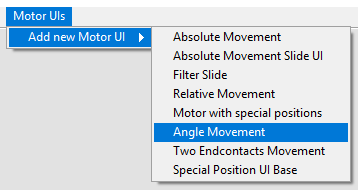 Motor UIs
Add new Motor UI
Absolute Movement
Absolute Movement Slide UI
Filter Slide
Relative Movement
Motor with special positions
Angle Movement
Two Endcontacts Movement
Special Position UI Base